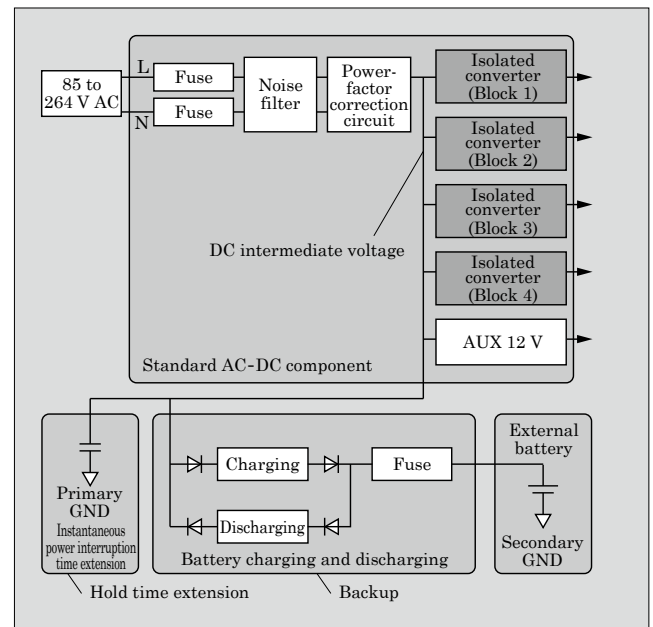 85 to
264 V AC
L
N
Fuse
Fuse
Noise
filter
Power-
factor
correction
circuit
Isolated
converter
(Block 1)
Isolated
converter
(Block 2)
Isolated
converter
(Block 3)
Isolated
converter
(Block 4)
AUX 12 V
DC intermediate voltage
Standard AC-DC component
Primary
GND
Instantaneous
power interruption
time extension
Hold time extension
Charging
Discharging
Fuse
Battery charging and discharging
Backup
External
battery
Secondary
GND